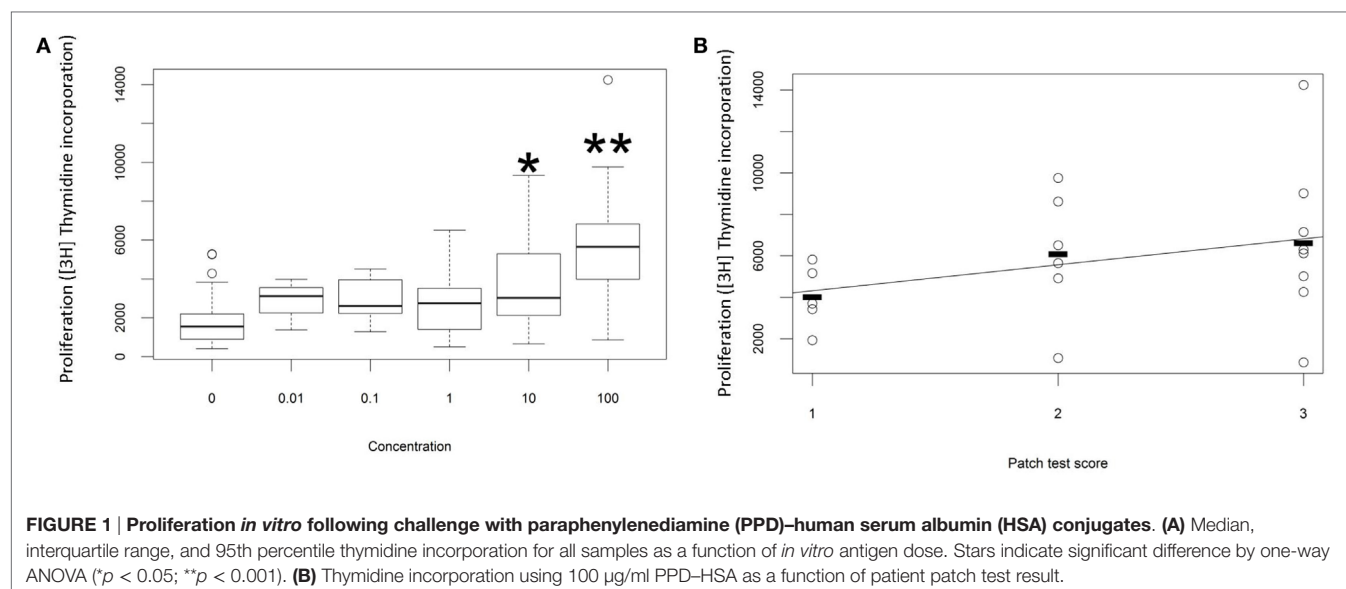 A
Proliferation ([3H] Thymidine incorporation)
14000
10000
6000
2000
0
**
*
0 0.01 0.1 1 10 100
Concentration
B
Proliferation ([3H] Thymidine incorporation)
14000
10000
6000
2000
1 2 3
Patch test score
FIGURE 1 | Proliferation in vitro following challenge with paraphenylenediamine (PPD)–human serum albumin (HSA) conjugates. (A) Median,
interquartile range, and 95th percentile thymidine incorporation for all samples as a function of in vitro antigen dose. Stars indicate significant difference by one-way
ANOVA (*p < 0.05; **p < 0.001). (B) Thymidine incorporation using 100 μg/ml PPD–HSA as a function of patient patch test result.